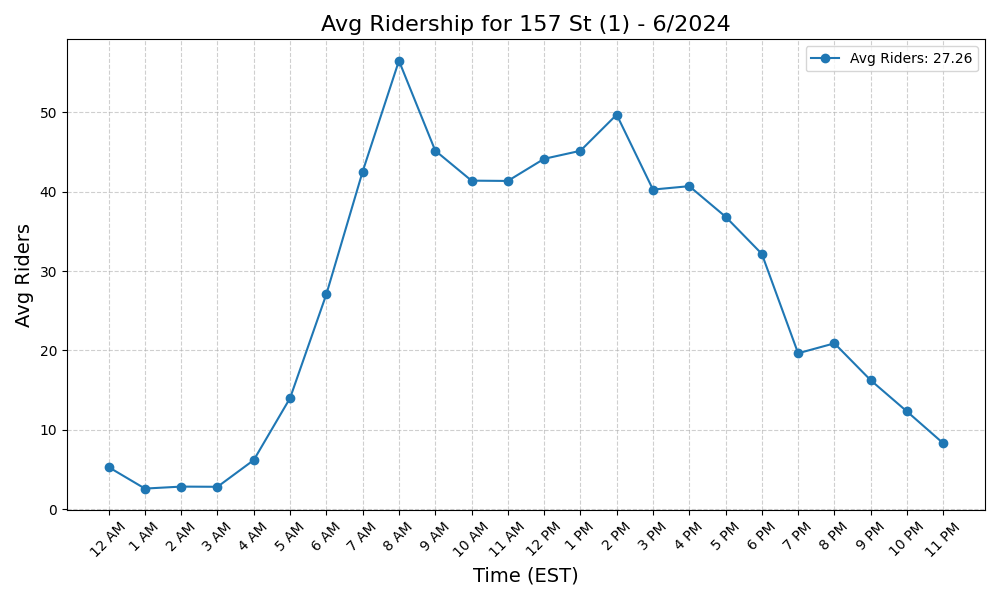 Avg Ridership for 157 St (1) - 6/2024
Avg Riders: 27.26
Avg Riders
50
40
30
20
10
0
12 AM
1 AM
2 AM
3 AM
4 AM
5 AM
6 AM
7 AM
8 AM
9 AM
10 AM
11 AM
12 PM
1 PM
2 PM
3 PM
4 PM
5 PM
6 PM
7 PM
8 PM
9 PM
10 PM
11 PM
Time (EST)